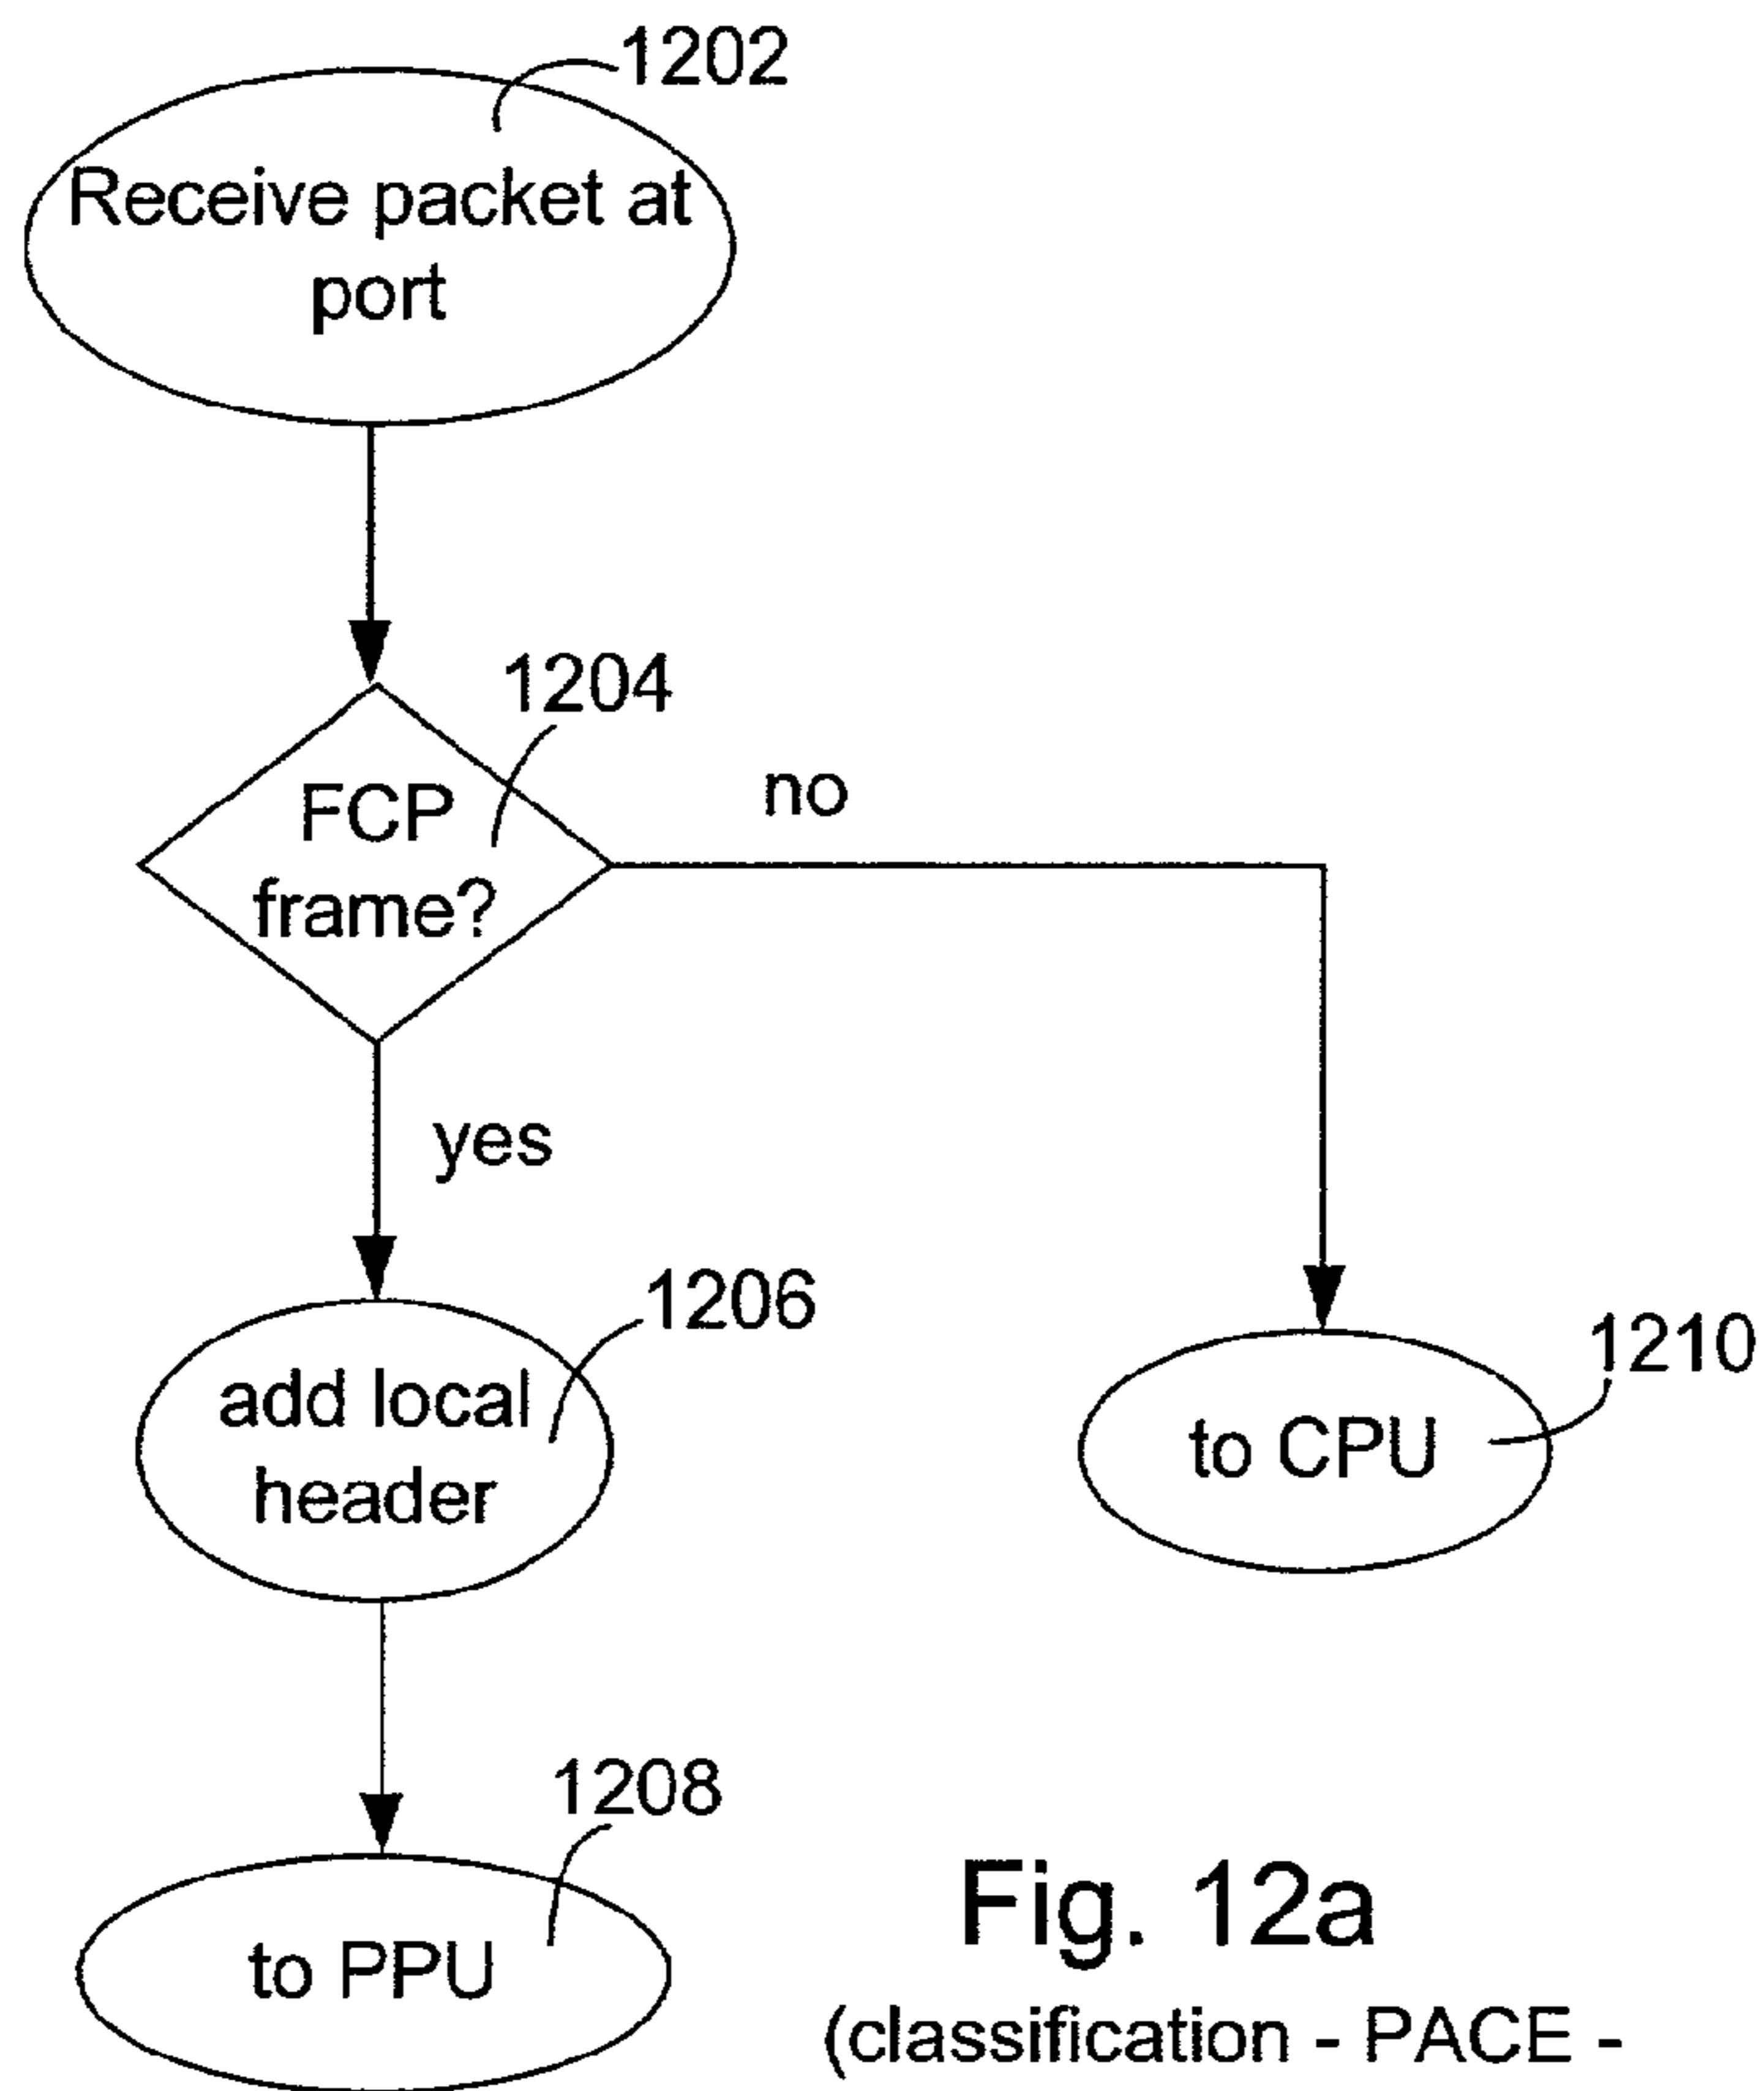 1202
Receive packet at
port
1204
FCP
frame?
no
yes
1206
add local
header
1210
to CPU
1208
to PPU
Fig. 12a
(classification - PACE -